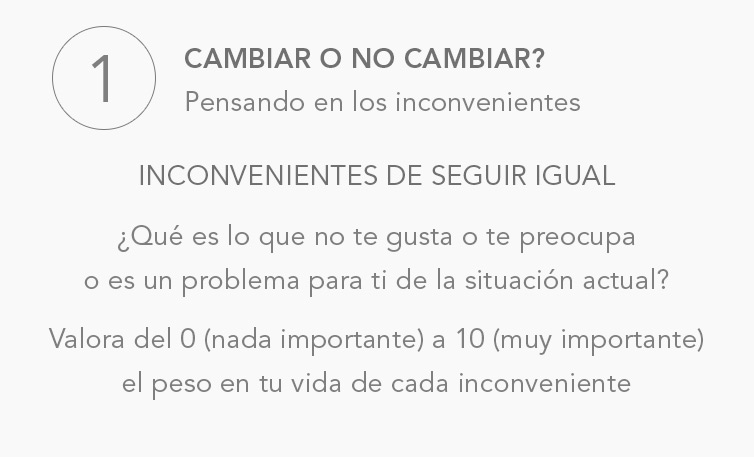 1
CAMBIAR O NO CAMBIAR?
Pensando en los inconvenientes
INCONVENIENTES DE SEGUIR IGUAL
¿Qué es lo que no te gusta o te preocupa
o es un problema para ti de la situación actual?
Valora del 0 (nada importante) a 10 (muy importante)
el peso en tu vida de cada inconveniente